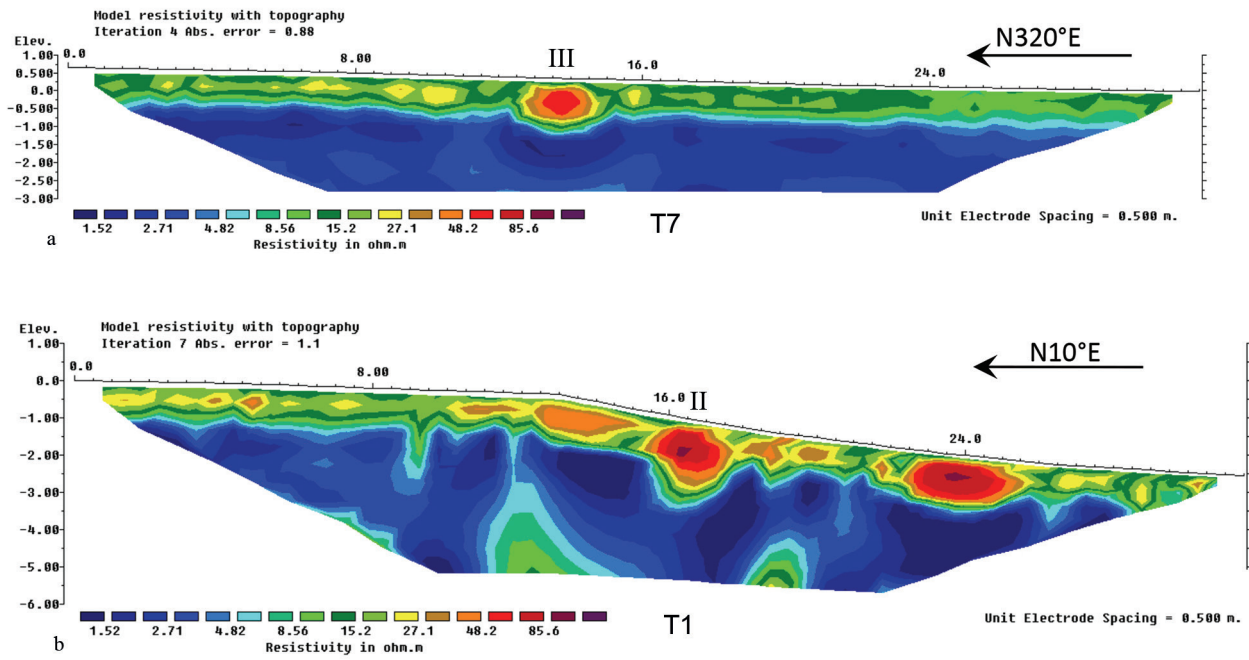 Model resistivity with topography
Iteration 4 Abs. error = 0.88
N320°E
Elev.
0.0
III
8.00
16.0
24.0
1.00
0.500
0.0
-0.500
-1.00
-1.50
-2.00
-2.50
-3.00
1.52 2.71 4.82 8.56 15.2 27.1 48.2 85.6
Resistivity in ohm.m
T7
Unit Electrode Spacing = 0.500 m.
a
Model resistivity with topography
Iteration 7 Abs. error = 1.1
N10°E
Elev.
0.0
8.00
16.0
II
24.0
1.00
0.0
-1.00
-2.00
-3.00
-4.00
-5.00
-6.00
1.52 2.71 4.82 8.56 15.2 27.1 48.2 85.6
Resistivity in ohm.m
T1
Unit Electrode Spacing = 0.500 m.
b